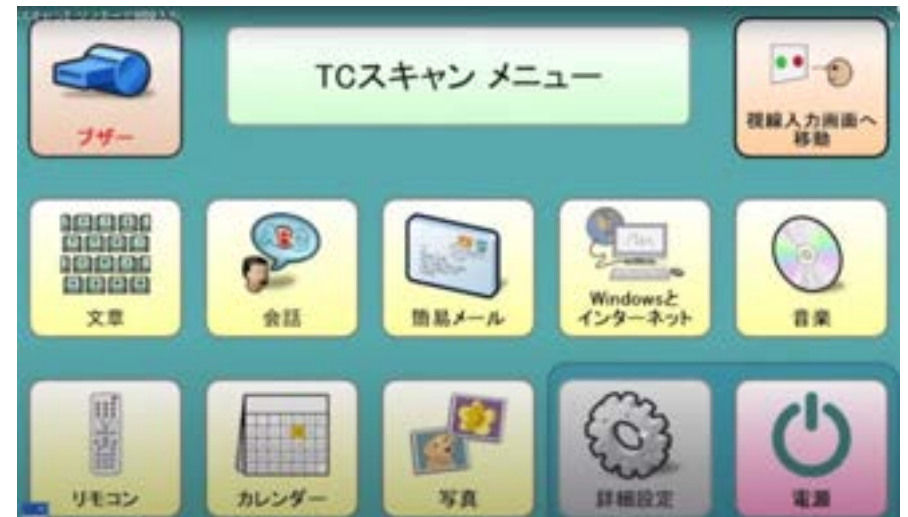 TCスキャン メニュー
ブザー
視線入力画面へ
移動
文章
会話
簡易メール
Windowsと
インターネット
音楽
リモコン
カレンダー
写真
詳細設定
電源